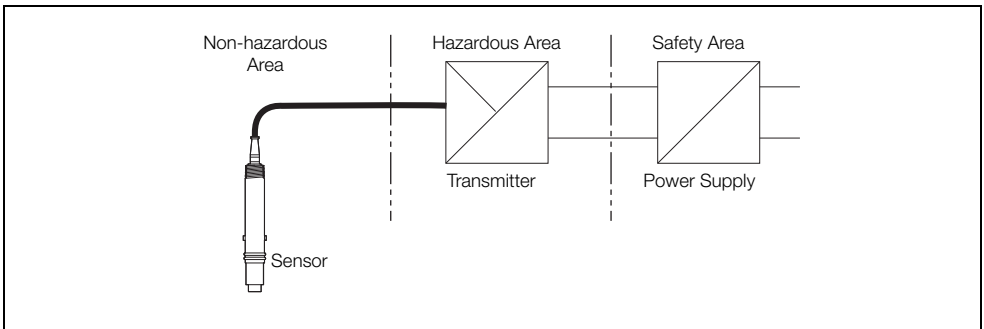 Non-hazardous
Area
Hazardous Area
Safety Area
Transmitter
Power Supply
Sensor